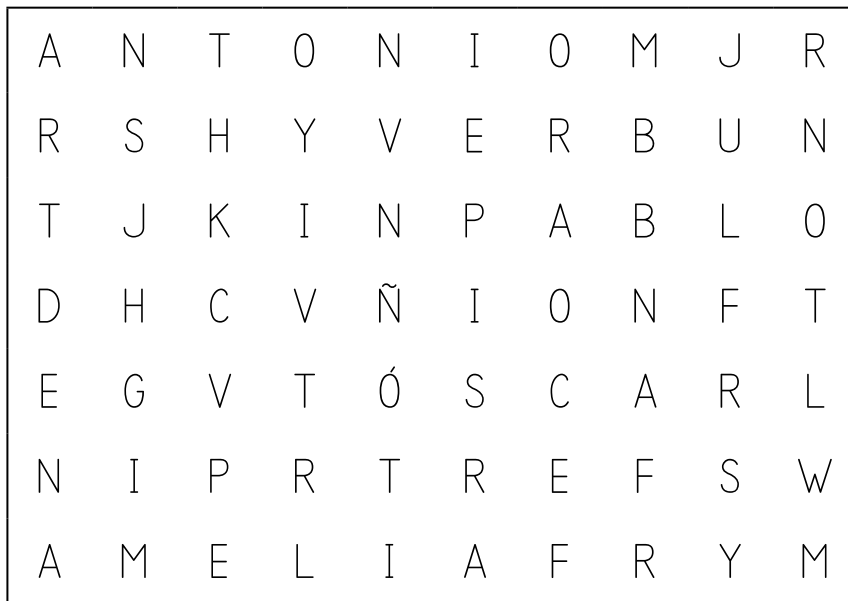 A N T O N I O M J R
R S H Y V E R B U N
T J K I N P A B L O
D H C V Ñ I O N F T
E G V T Ó S C A R L
N I P R T R E F S W
A M E L I A F R Y M